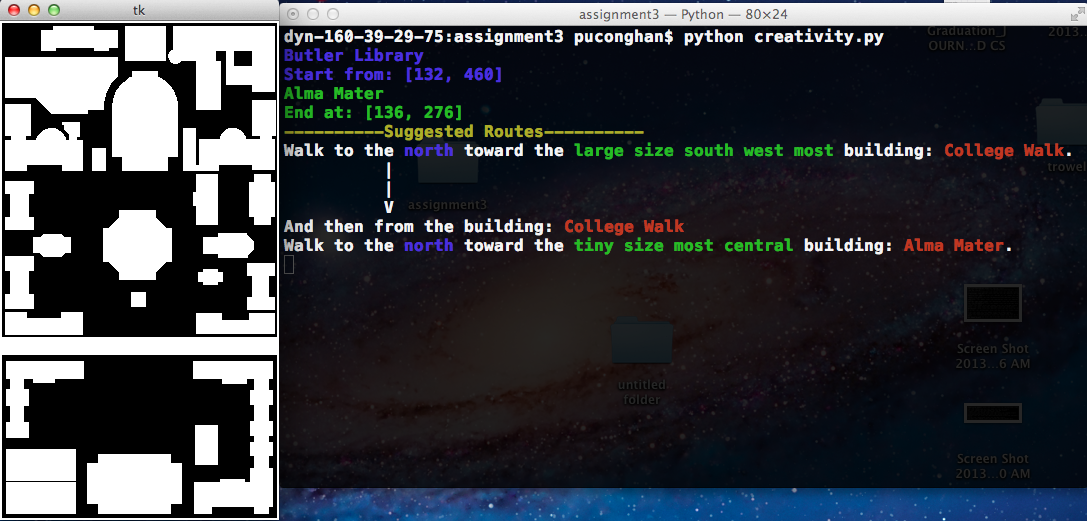 tk
assignment3 — Python — 80×24
dyn-160-39-29-75:assignment3 puconghan$ python creativity.py
Butler Library
Start from: [132, 460]
Alma Mater
End at: [136, 276]
----------Suggested Routes----------
Walk to the north toward the large size south west most building: College Walk.
|
|
V
And then from the building: College Walk
Walk to the north toward the tiny size most central building: Alma Mater.
Graduation_J
OURN...D CS
2013...
assignment3
trowel
untitled
folder
Screen Shot
2013...6 AM
Screen Shot
2013...0 AM